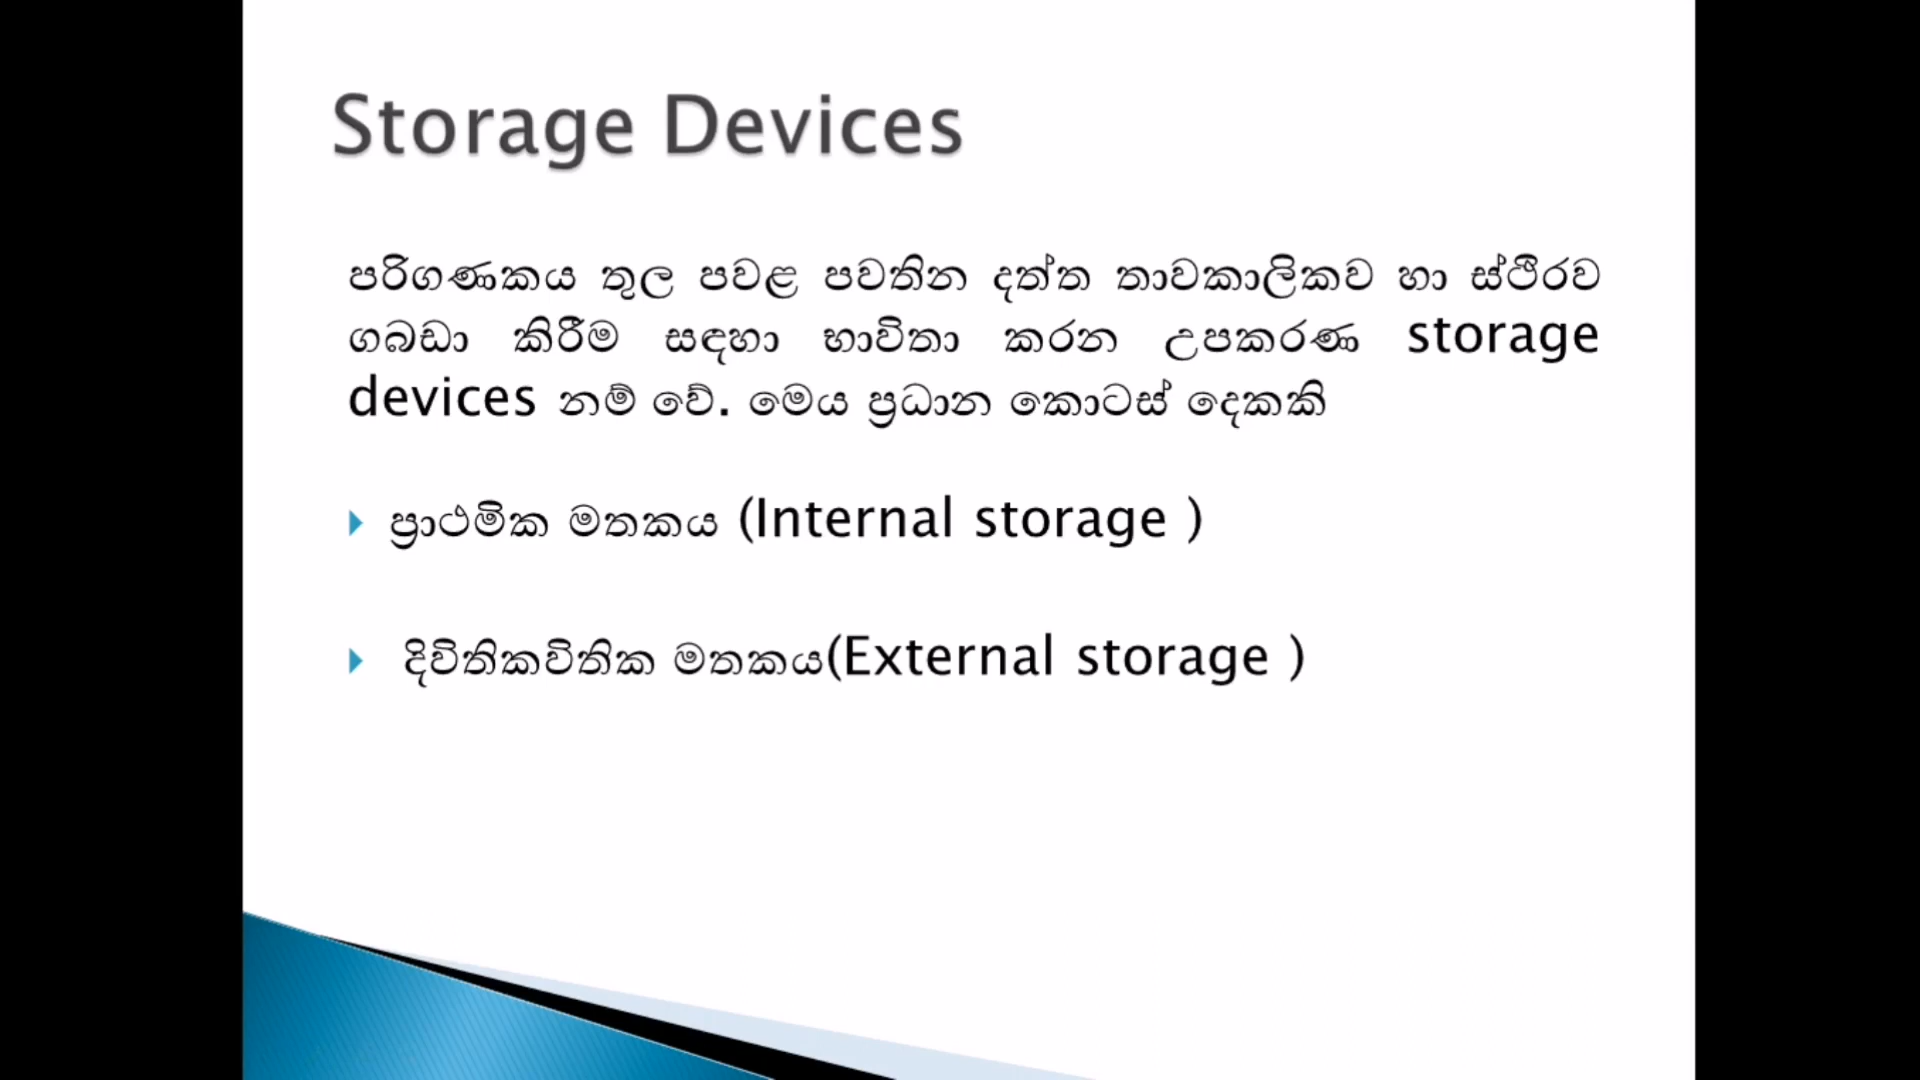 Storage Devices
පරිගණකය තුල පවළ පවතින දත්ත තාවකාලිකව හා ස්ථිරව
ගබඩා කිරීම සඳහා භාවිතා කරන උපකරණ storage
devices නම් වේ. මෙය ප්‍රධාන කොටස් දෙකකි
ප්‍රාථමික මතකය (Internal storage )
දිවිතිකවිතික මතකය(External storage )